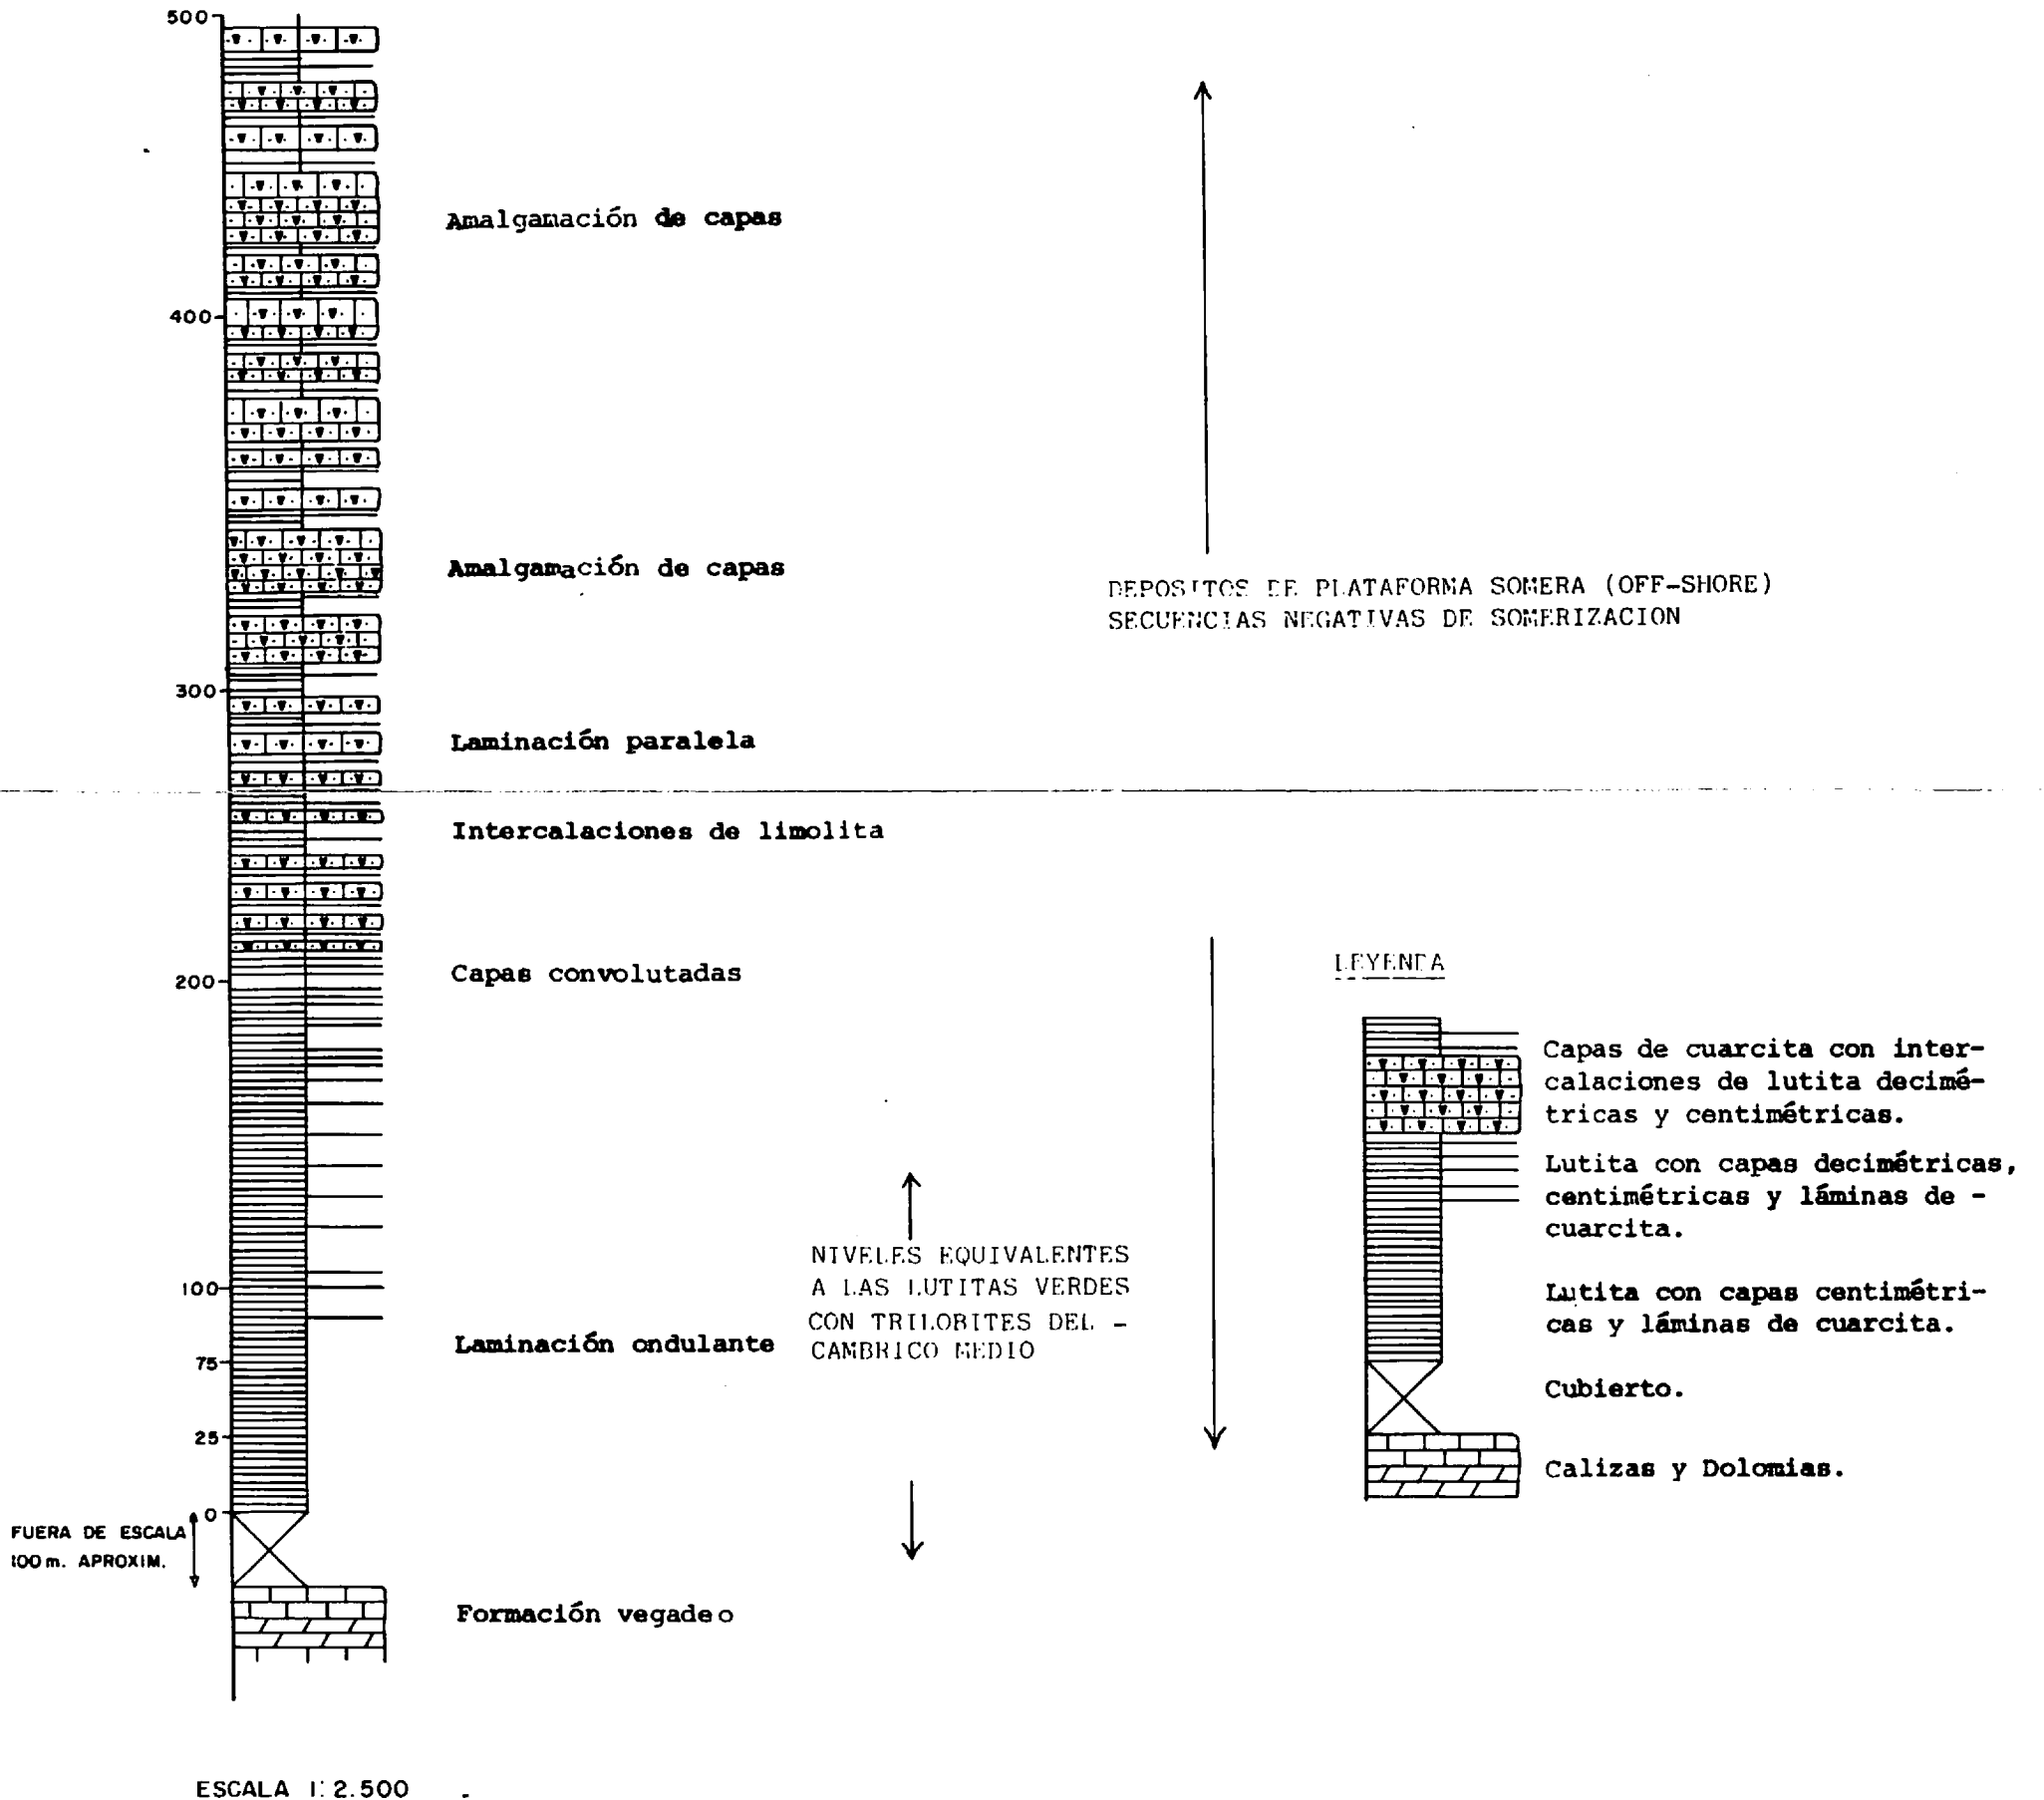 500
Amalgamación de capas
400
Amalgamación de capas
DEPOSITOS DE PLATAFORMA SOMERA (OFF-SHORE)
SECUENCIAS NEGATIVAS DE SOMERIZACION
300
Laminación paralela
Intercalaciones de limolita
200
Capas convolutadas
NIVELES EQUIVALENTES
A LAS LUTITAS VERDES
CON TRILOBITES DEL -
CAMBRICO MEDIO
100
Laminación ondulante
75
25
0
FUERA DE ESCALA
100 m. APROXIM.
Formación vegadeo
LEYENDA
Capas de cuarcita con inter-
calaciones de lutita decimé-
tricas y centimétricas.
Lutita con capas decimétricas,
centimétricas y láminas de -
cuarcita.
Lutita con capas centimétri-
cas y láminas de cuarcita.
Cubierto.
Calizas y Dolomias.
ESCALA 1:2.500